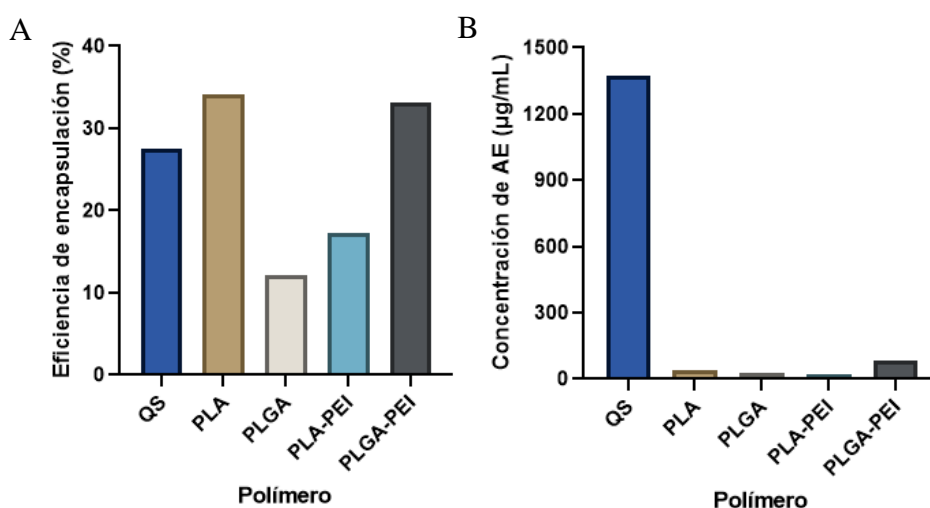 A
Eficiencia de encapsulación (%)
40
30
20
10
0
QS
PLA
PLGA
PLA-PEI
PLGA-PEI
Polímero
B
Concentración de AE (µg/mL)
1500
1200
900
600
300
0
QS
PLA
PLGA
PLA-PEI
PLGA-PEI
Polímero